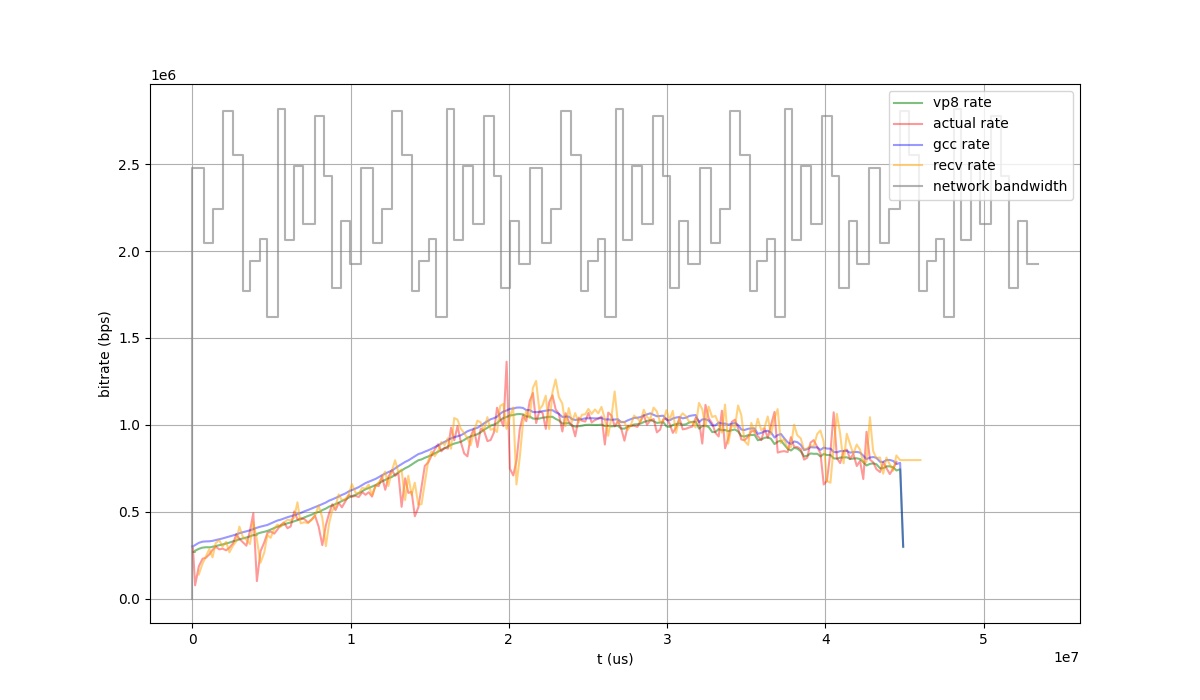 1e6
vp8 rate
actual rate
gcc rate
recv rate
network bandwidth
2.5
2.0
1.5
1.0
0.5
0.0
bitrate (bps)
0 1 2 3 4 5
t (us)
1e7